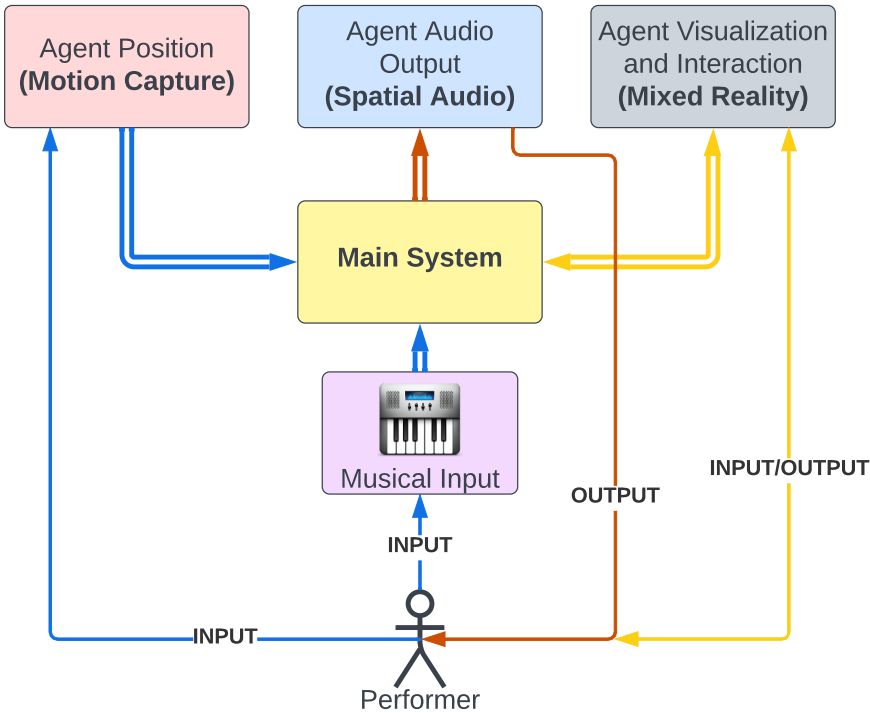 Agent Position
(Motion Capture)
Agent Audio
Output
(Spatial Audio)
Agent Visualization
and Interaction
(Mixed Reality)
Main System
Musical Input
INPUT/OUTPUT
OUTPUT
INPUT
INPUT
Performer